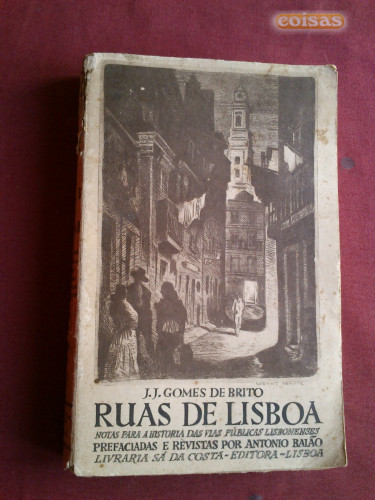 coisas
J.J. GOMES DE BRITO
RUAS DE LISBOA
NOTAS PARA A HISTORIA DAS VIAS PÚBLICAS LISBONENSES
PREFACIADAS E REVISTAS POR ANTONIO BAIÃO
LIVRARIA SÁ DA COSTA - EDITORA - LISBOA